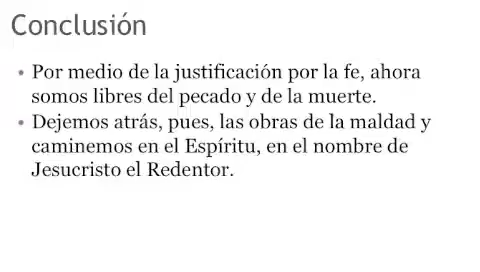 Conclusión
• Por medio de la justificación por la fe, ahora
somos libres del pecado y de la muerte.
• Dejemos atrás, pues, las obras de la maldad y
caminemos en el Espíritu, en el nombre de
Jesucristo el Redentor.